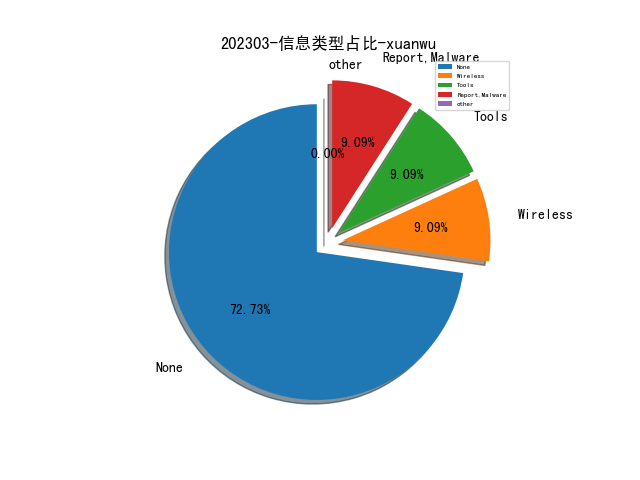 202303-信息类型占比-xuanwu
other
Report,Malware
None
Wireless
Tools
Report,Malware
other
Tools
9.09%
0.00%
9.09%
Wireless
9.09%
72.73%
None